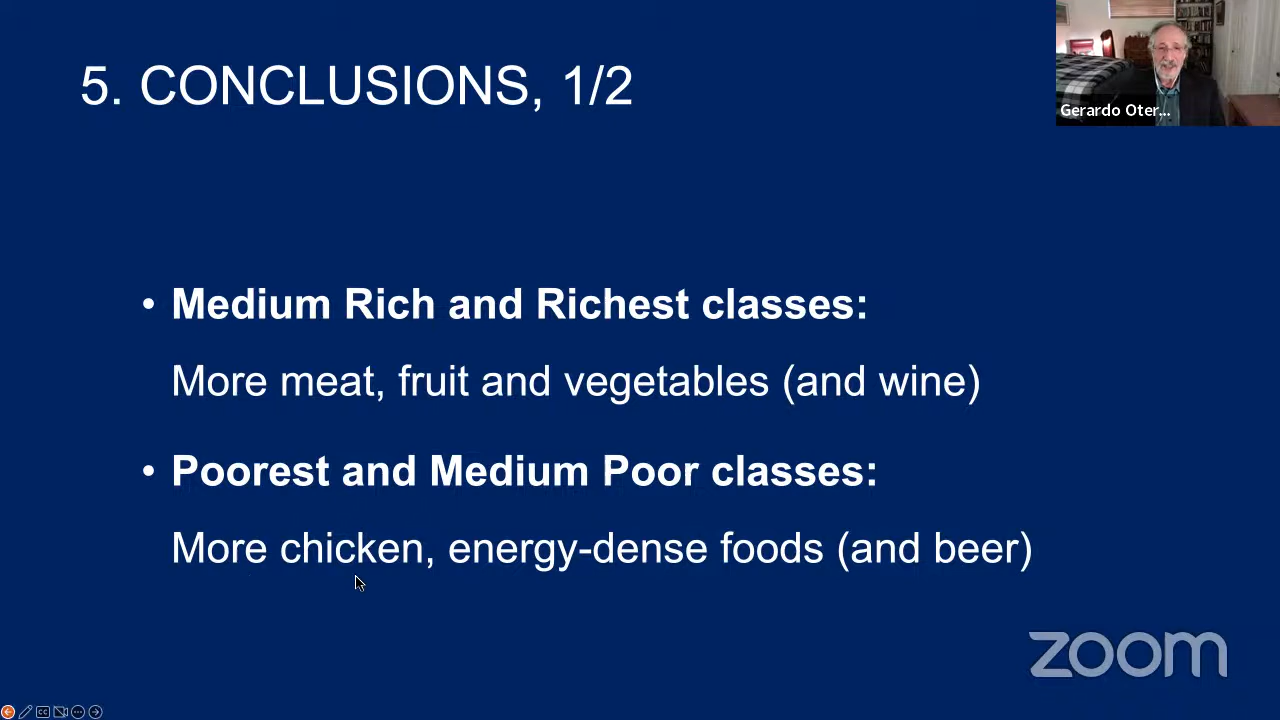 5. CONCLUSIONS, 1/2
Gerardo Oter...
• Medium Rich and Richest classes:
More meat, fruit and vegetables (and wine)
• Poorest and Medium Poor classes:
More chicken, energy-dense foods (and beer)
zoom